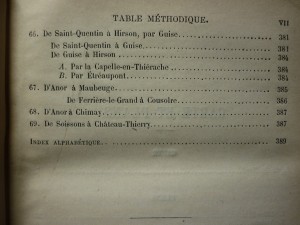 TABLE MÉTHODIQUE. VII
66. De Saint-Quentin à Hirson, par Guise 381
De Saint-Quentin à Guise 381
De Guise à Hirson 384
A. Par la Capelle-en-Thiérache 384
B. Par Étréaupont 384
67. D'Anor à Maubeuge 385
De Ferrière-le-Grand à Cousolre 386
68. D'Anor à Chimay 387
69. De Soissons à Château-Thierry 387
INDEX ALPHABÉTIQUE 389